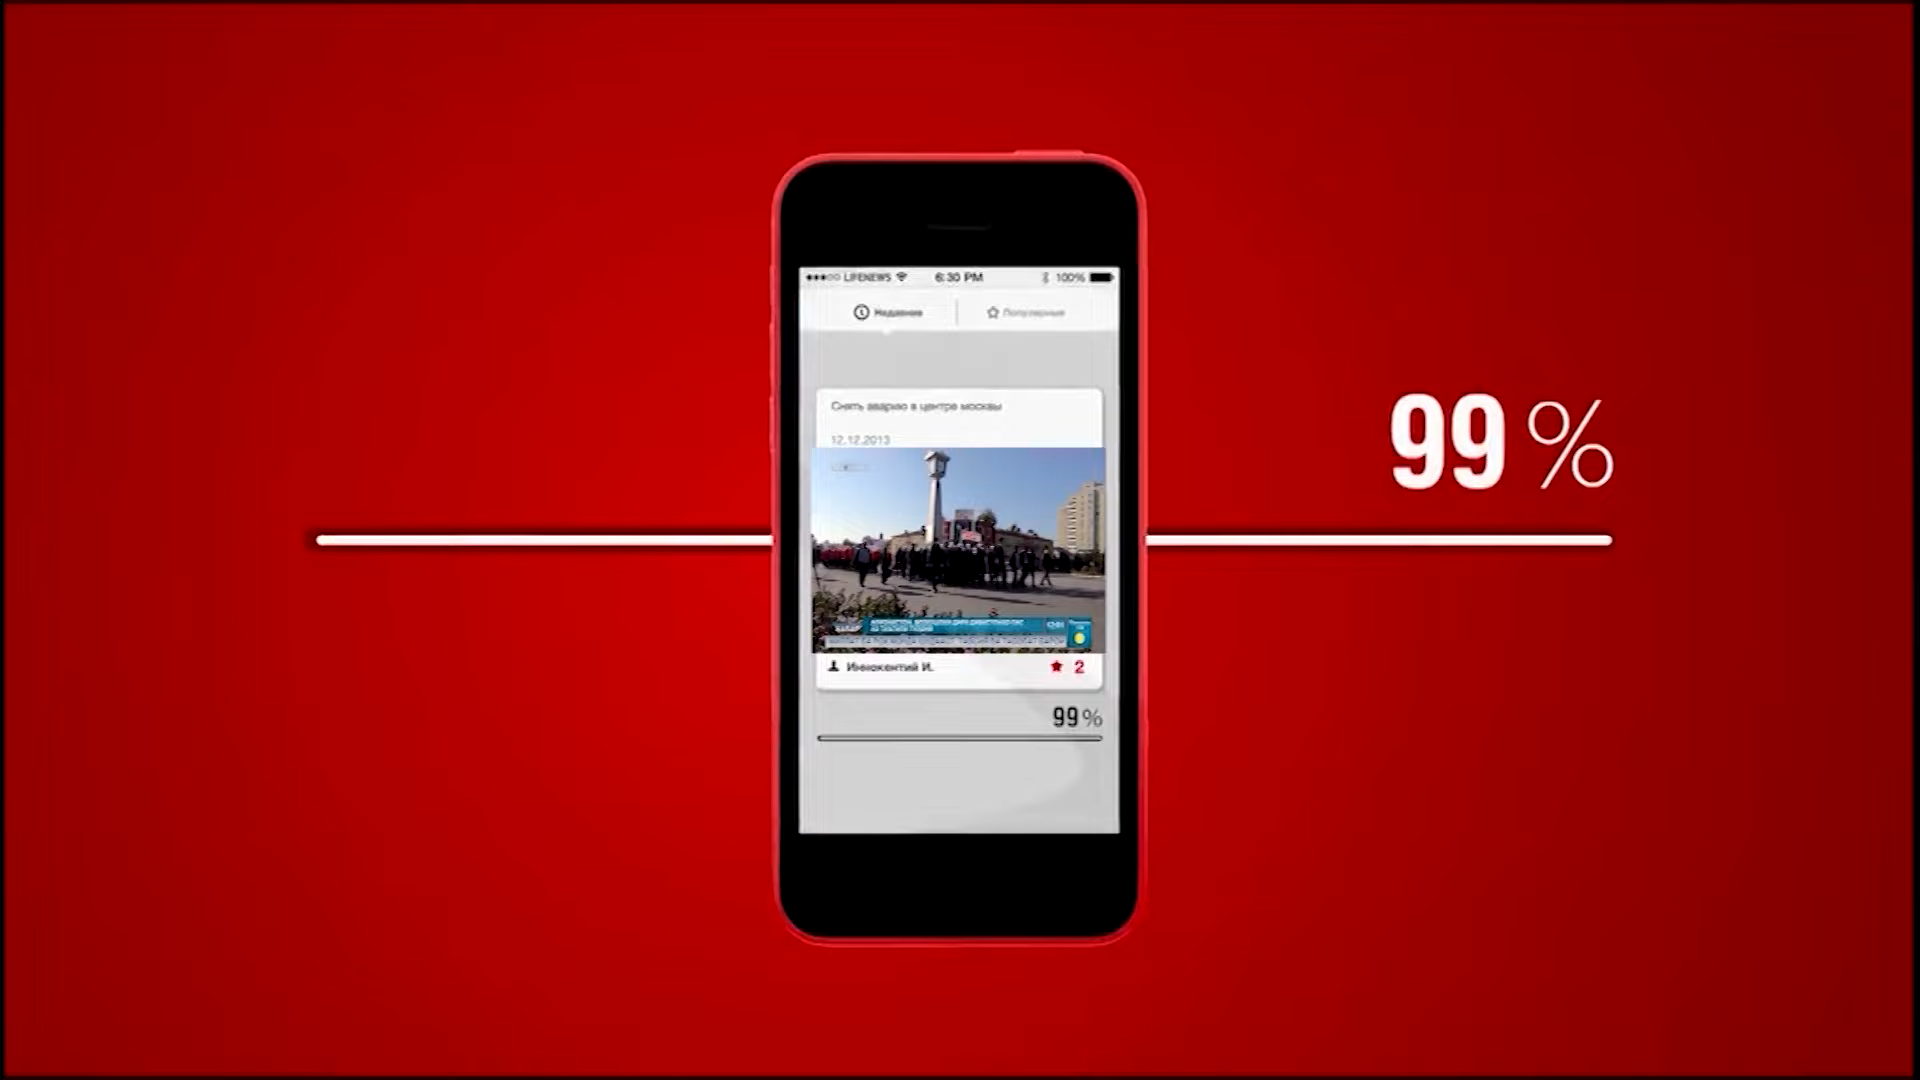 LIFENEWS 6:30 PM 100%
Недавние Популярные
Снять аварию в центре москвы
12.12.2013
Иннокентий И. 2
99%
99%